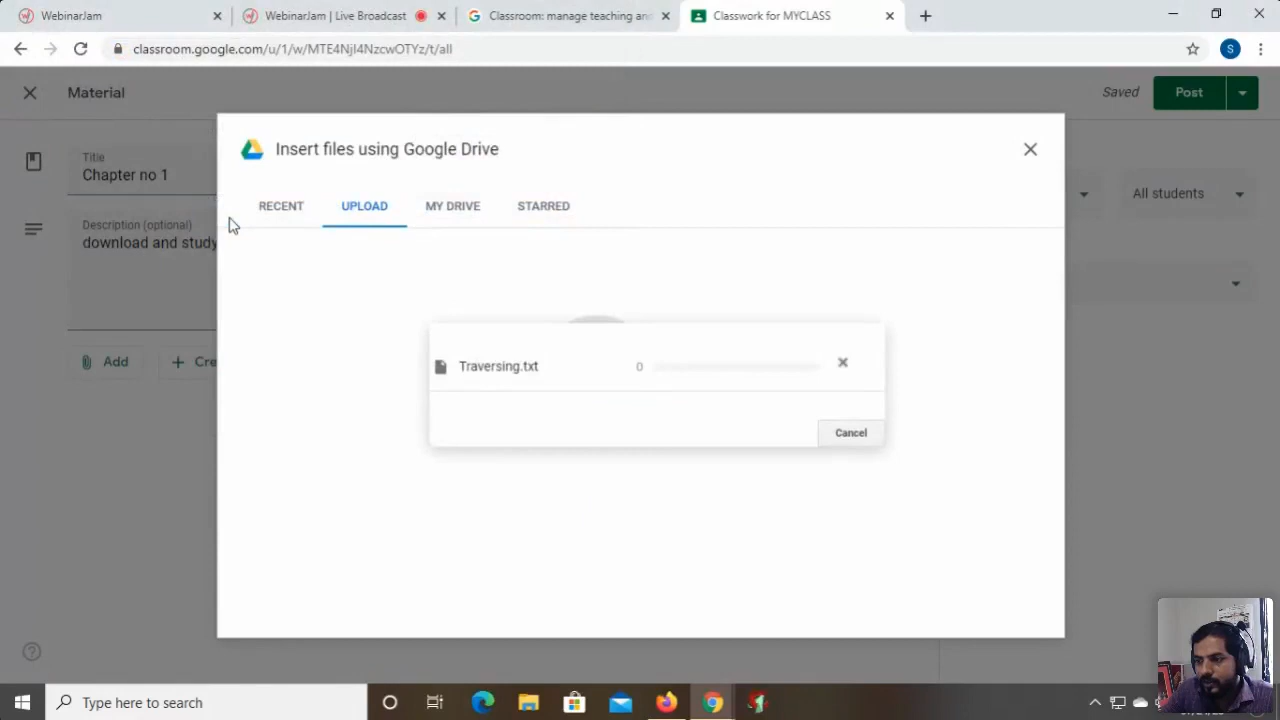 WebinarJam
WebinarJam | Live Broadcast
Classroom: manage teaching an
Classwork for MYCLASS
classroom.google.com/u/1/w/MTE4NjI4NzcwOTYz/t/all
S
Material
Saved
Post
Title
Chapter no 1
Description (optional)
download and study
Add
Cre
All students
Insert files using Google Drive
RECENT
UPLOAD
MY DRIVE
STARRED
Traversing.txt
0
Cancel
Type here to search